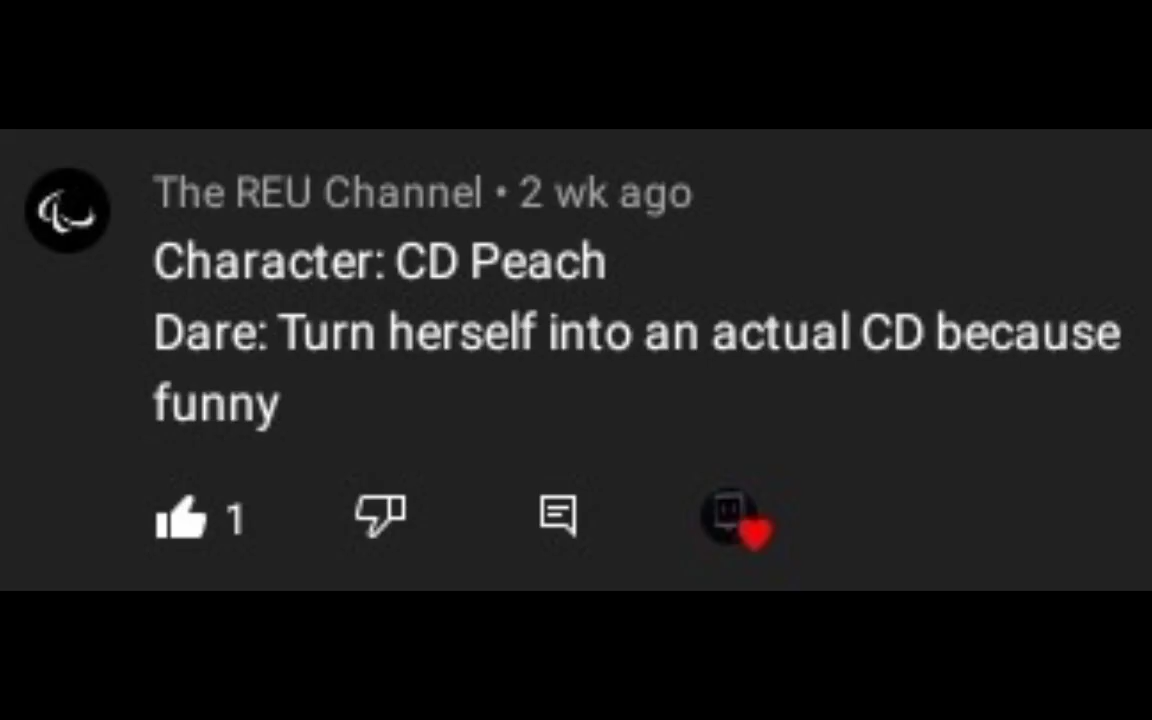 The REU Channel • 2 wk ago
Character: CD Peach
Dare: Turn herself into an actual CD because
funny
1